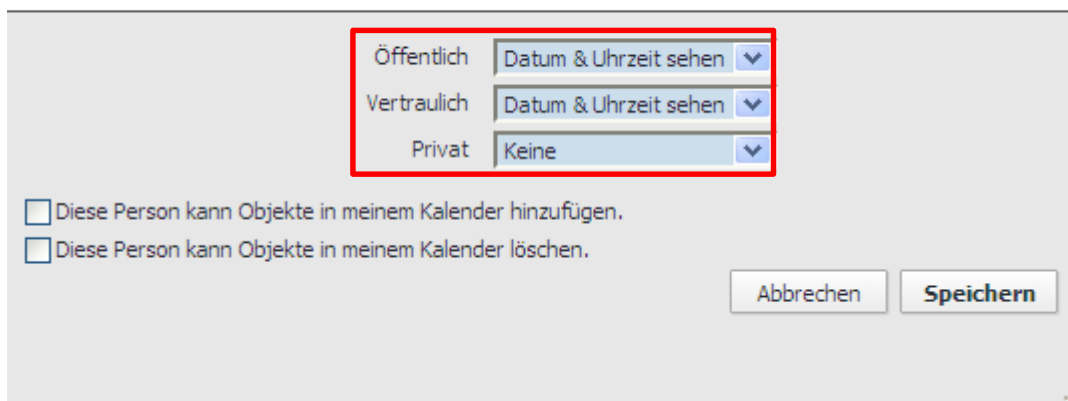 Öffentlich Datum & Uhrzeit sehen
Vertraulich Datum & Uhrzeit sehen
Privat Keine
Diese Person kann Objekte in meinem Kalender hinzufügen.
Diese Person kann Objekte in meinem Kalender löschen.
Abbrechen Speichern